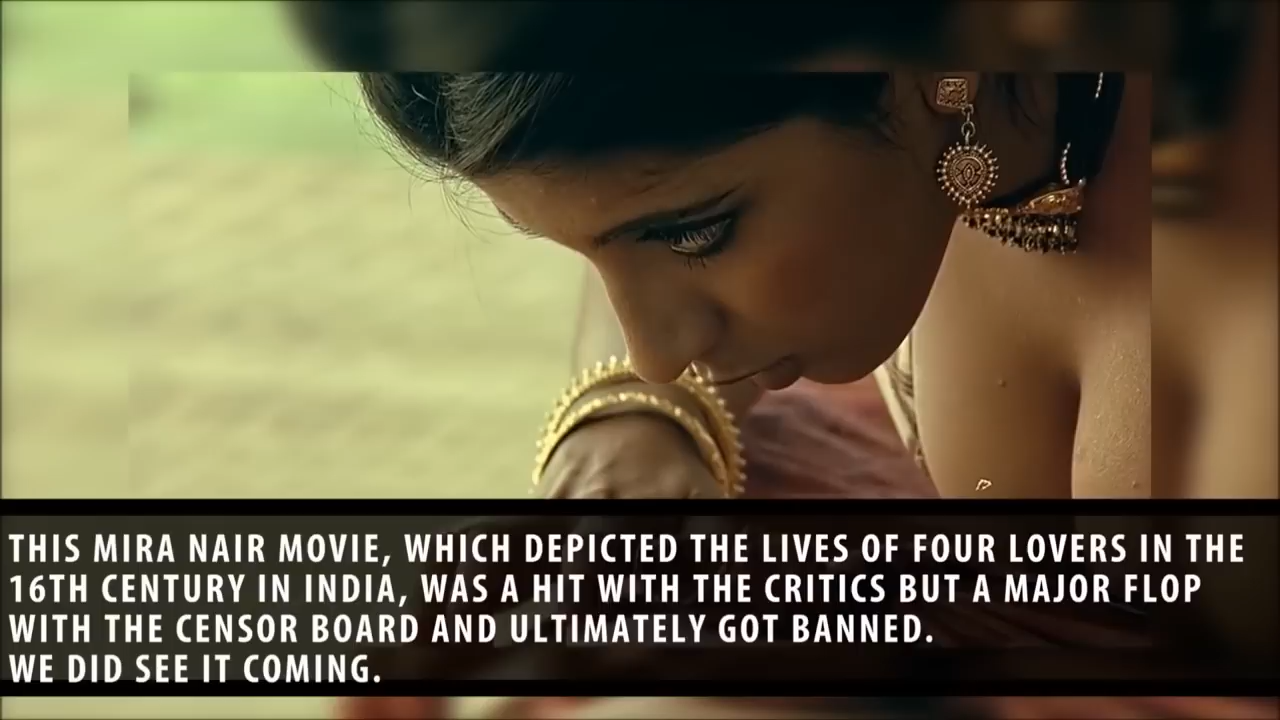 THIS MIRA NAIR MOVIE, WHICH DEPICTED THE LIVES OF FOUR LOVERS IN THE
16TH CENTURY IN INDIA, WAS A HIT WITH THE CRITICS BUT A MAJOR FLOP
WITH THE CENSOR BOARD AND ULTIMATELY GOT BANNED.
WE DID SEE IT COMING.